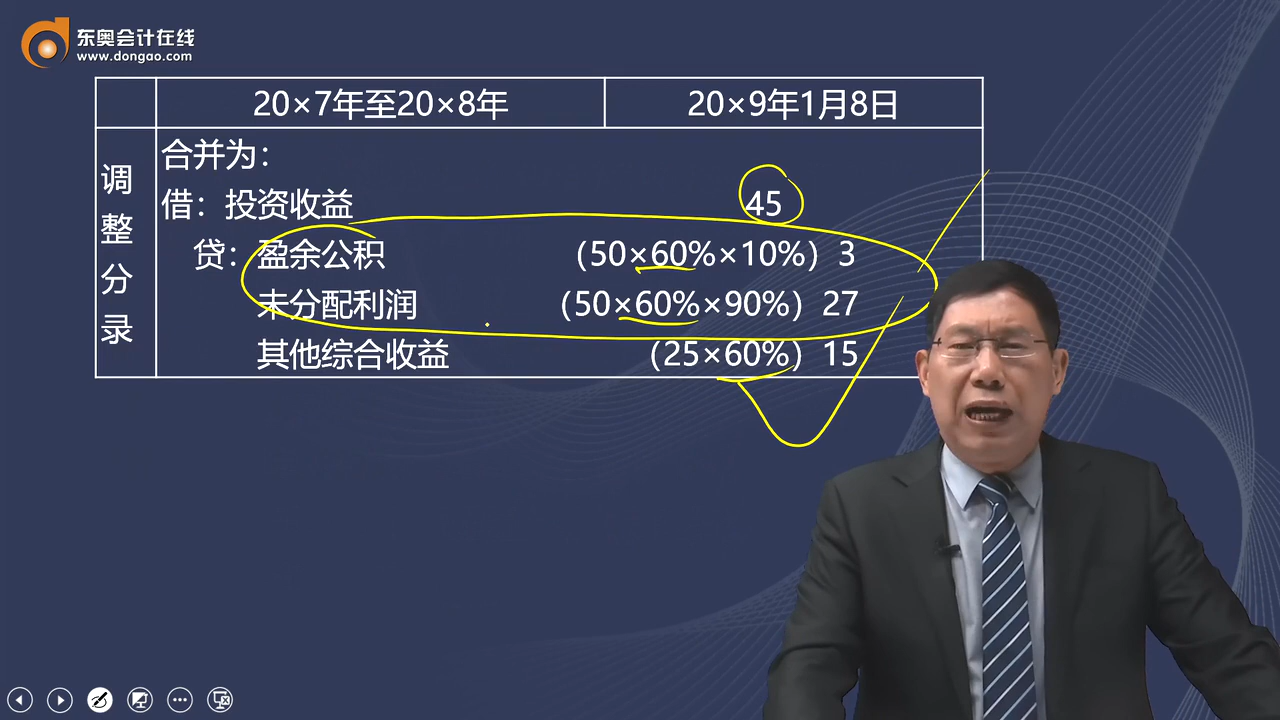 东奥会计在线
www.dongao.com
20×7年至20×8年 20×9年1月8日
调整分录
合并为：
借：投资收益 45
贷：盈余公积 （50×60%×10%）3
未分配利润 （50×60%×90%）27
其他综合收益 （25×60%）15